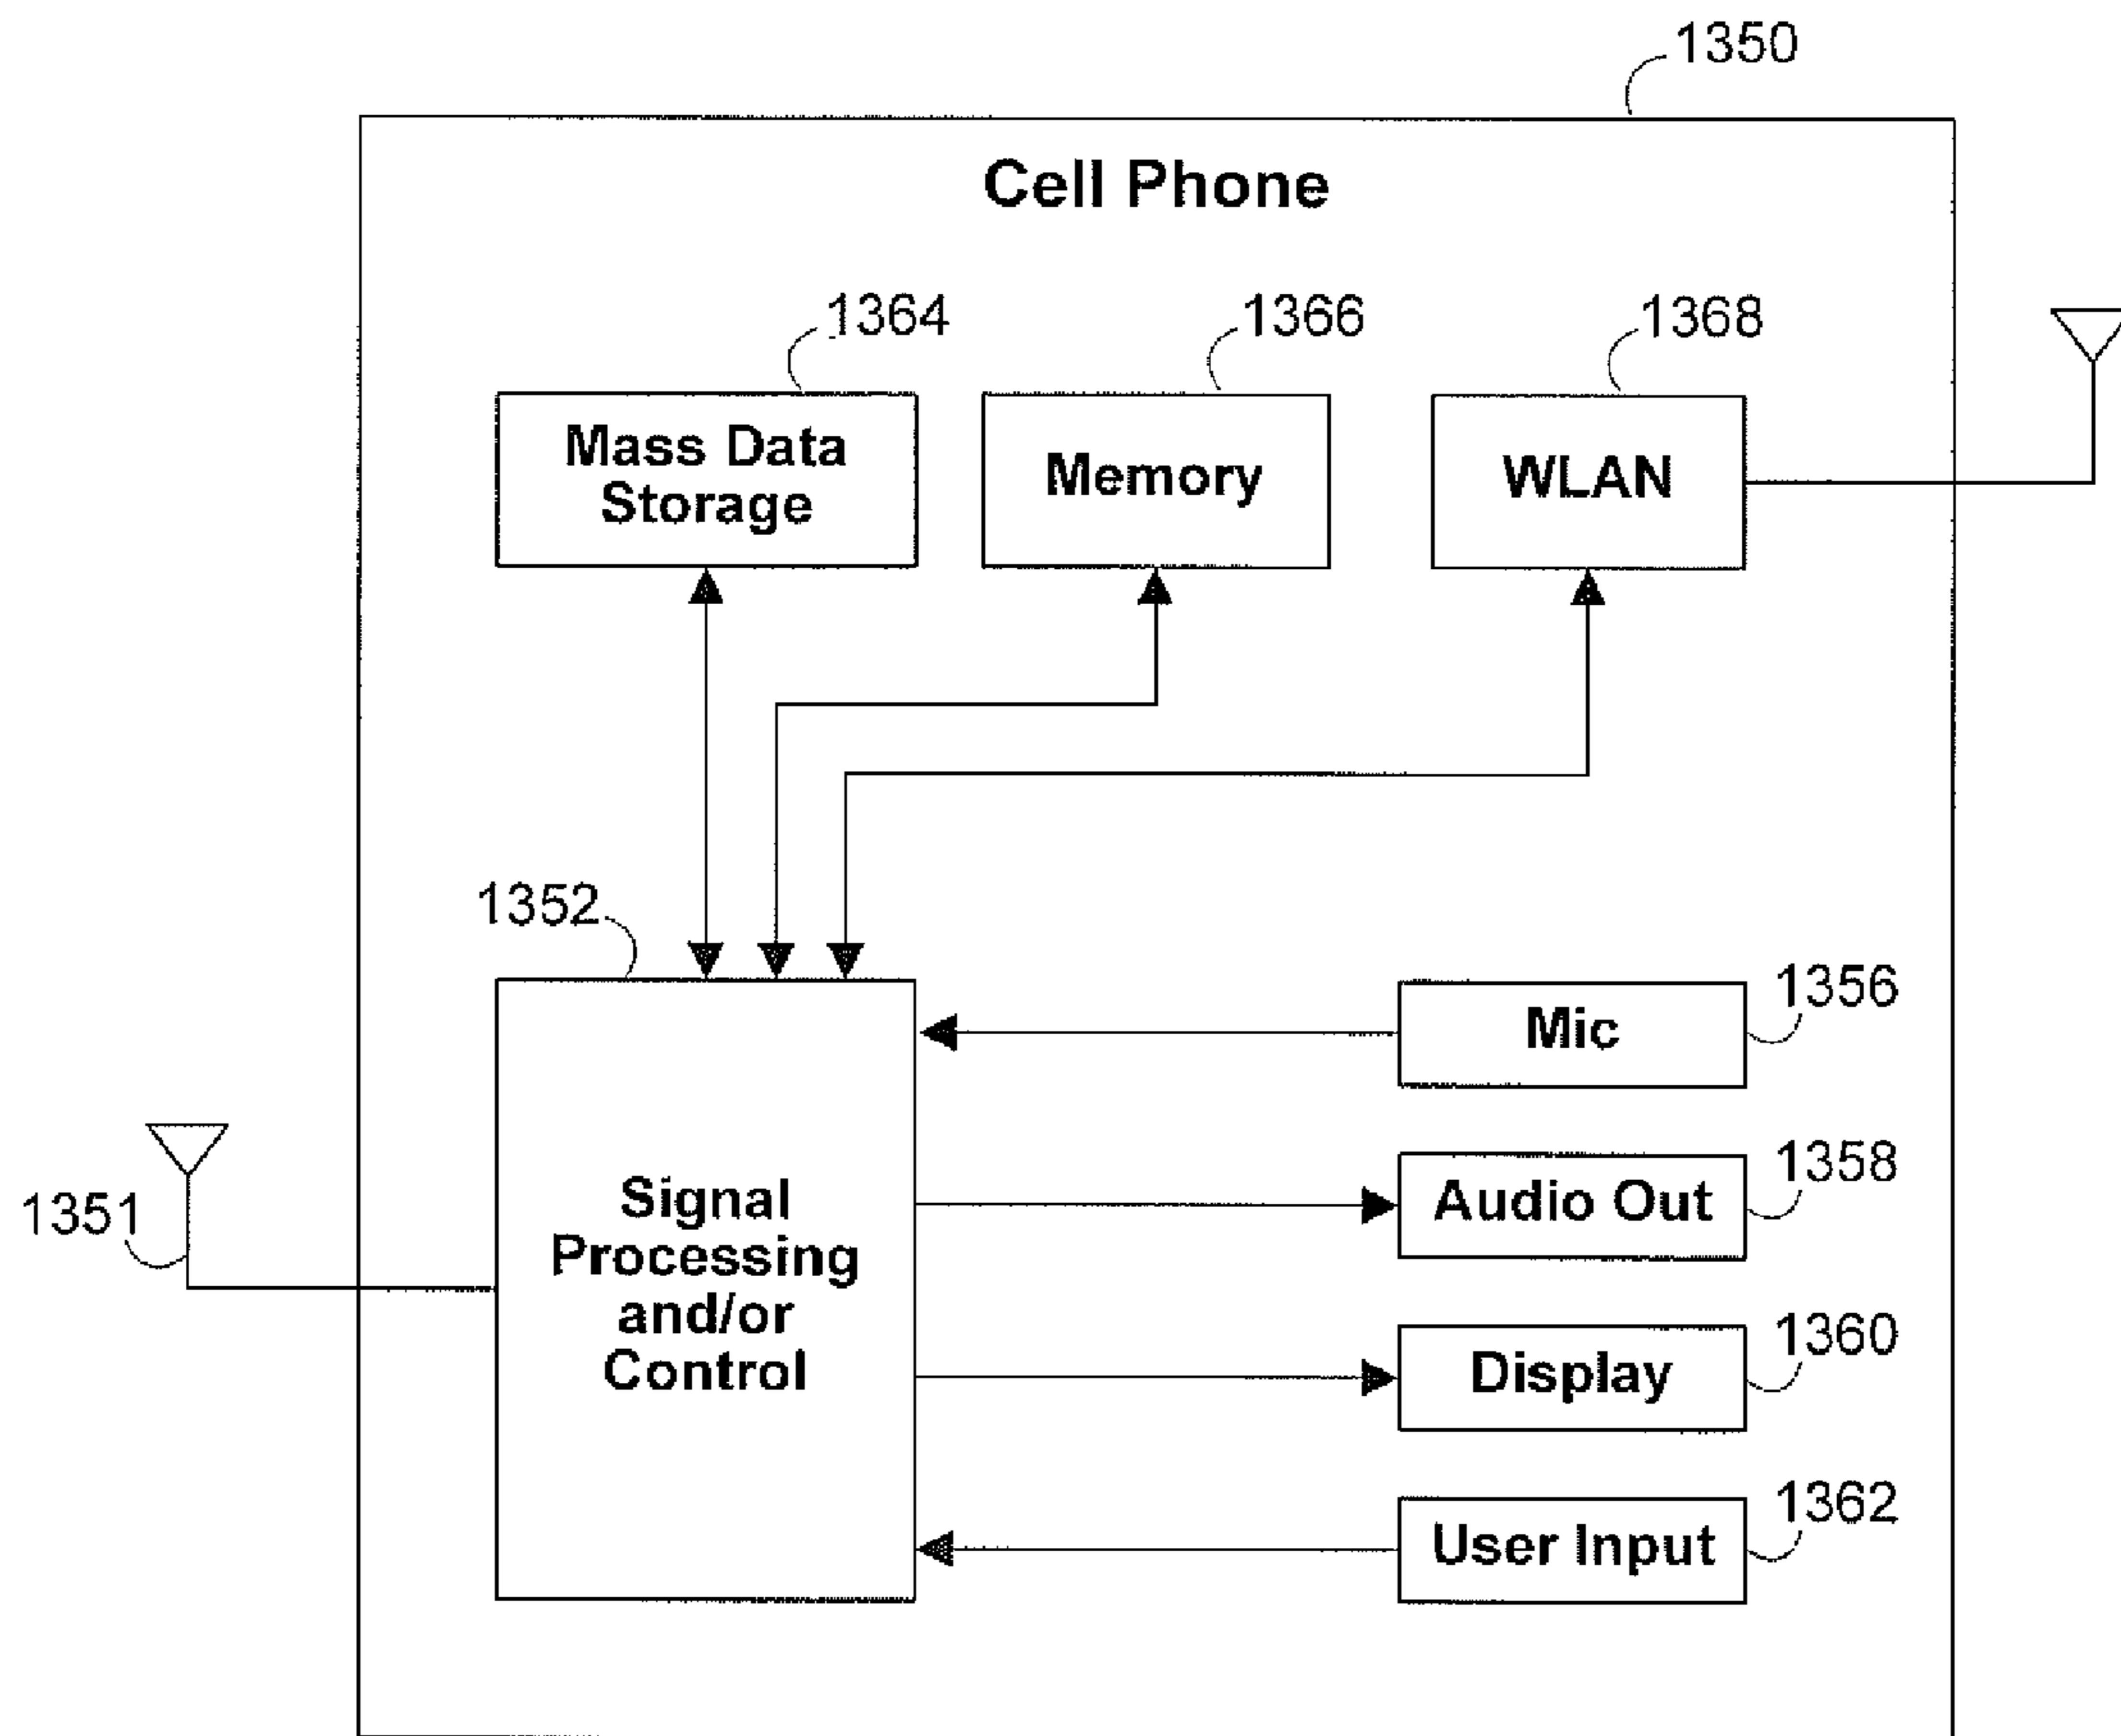 1350
Cell Phone
1364
1366
1368
Mass Data
Storage
Memory
WLAN
1352
Mic
1356
Signal
Processing
and/or
Control
1351
Audio Out
1358
Display
1360
User Input
1362